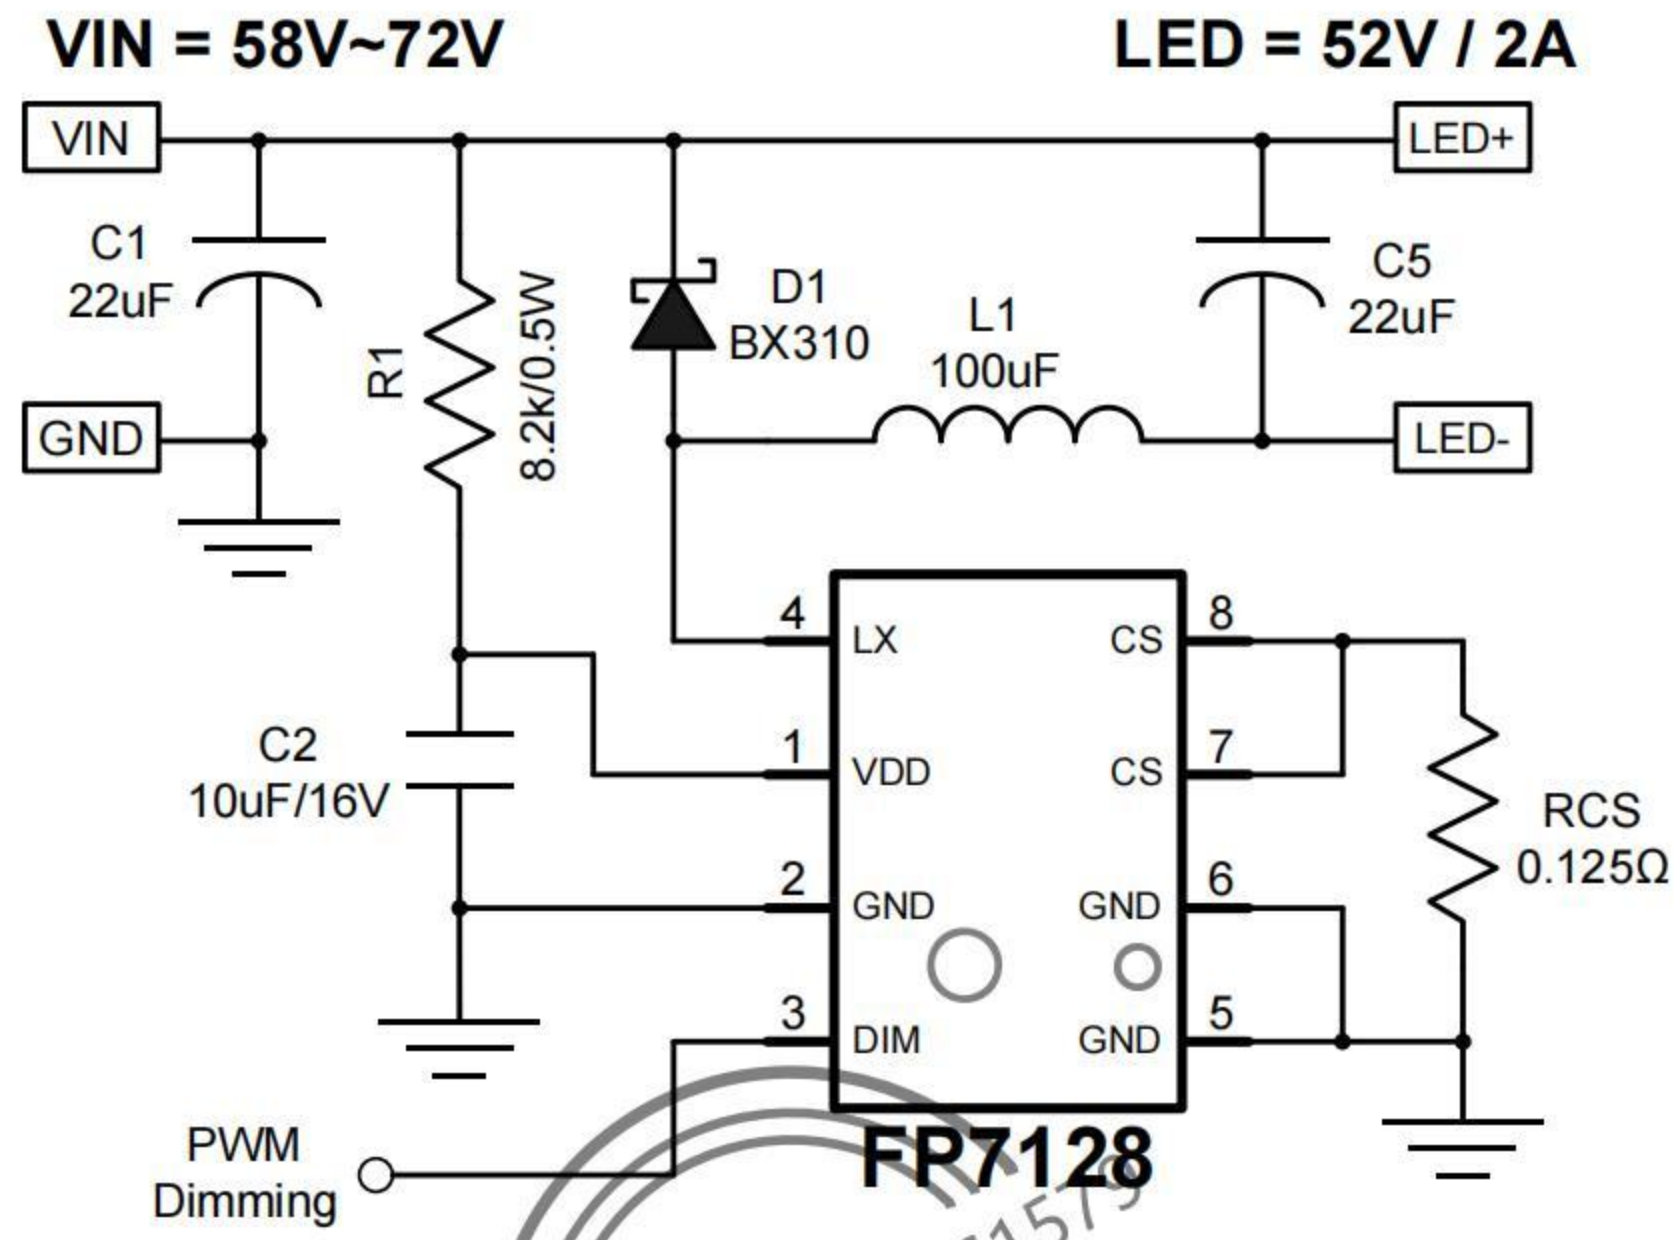 VIN = 58V~72V
LED = 52V / 2A
VIN
LED+
C1
22uF
R1
8.2k/0.5W
D1
BX310
L1
100uF
C5
22uF
GND
LED-
4
LX
CS
8
1
VDD
CS
7
C2
10uF/16V
2
GND
GND
6
RCS
0.125Ω
3
DIM
GND
5
FP7128
PWM
Dimming
1579